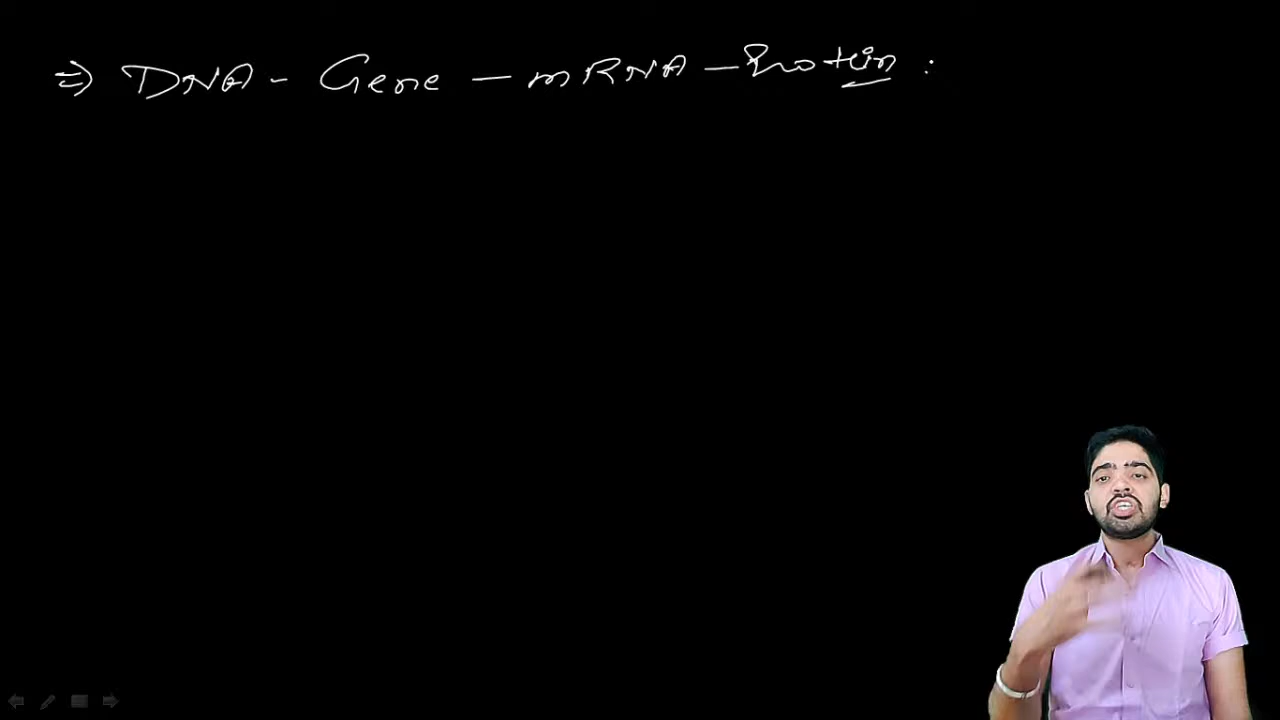 ⇒ DNA - Gene - mRNA - Protein :